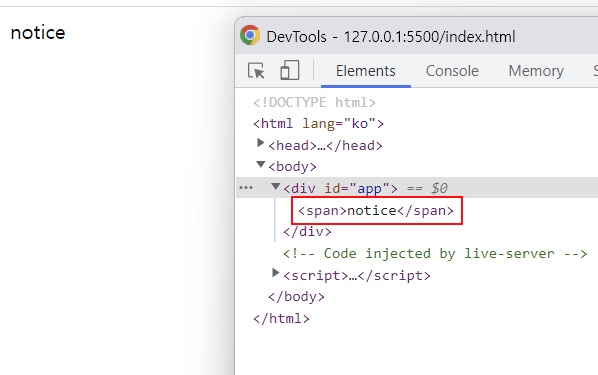 notice
DevTools - 127.0.0.1:5500/index.html
Elements Console Memory
<!DOCTYPE html>
<html lang="ko">
<head>…</head>
<body>
<div id="app"> == $0
<span>notice</span>
</div>
<!-- Code injected by live-server -->
<script>…</script>
</body>
</html>